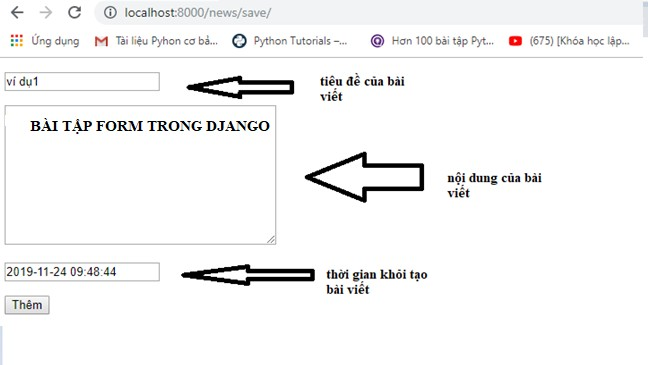 localhost:8000/news/save/
Ứng dụng
Tài liệu Pyhon cơ bả...
Python Tutorials –...
Hơn 100 bài tập Pyt...
(675) [Khóa học lập...
ví dụ1
tiêu đề của bài
viết
BÀI TẬP FORM TRONG DJANGO
nội dung của bài
viết
2019-11-24 09:48:44
thời gian khôi tạo
bài viết
Thêm